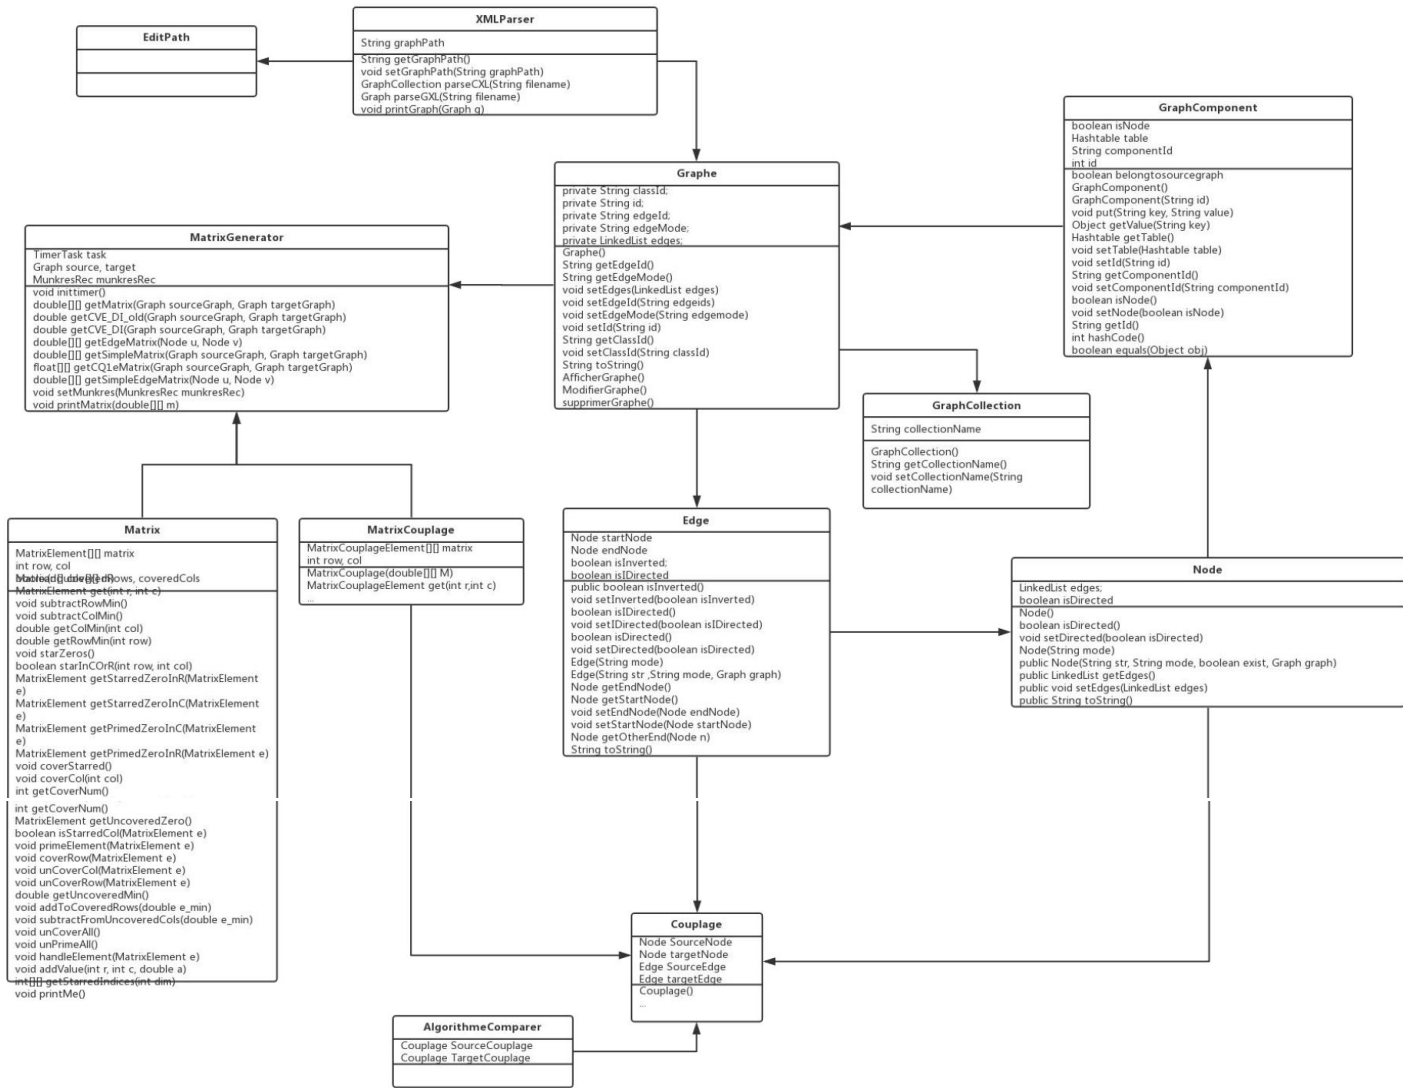 EditPath
XMLParser
String graphPath
String getGraphPath()
void setGraphPath(String graphPath)
GraphCollection parseCXL(String filename)
Graph parseGXL(String filename)
void printGraph(Graph g)
GraphComponent
boolean isNode
Hashtable table
String componentId
int id
boolean belongtosourcegraph
GraphComponent()
GraphComponent(String id)
void put(String key, String value)
Object getValue(String key)
Hashtable getTable()
void setTable(Hashtable table)
void setId(String id)
String getComponentId()
void setComponentId(String componentId)
boolean isNode()
void setNode(boolean isNode)
String getId()
int hashCode()
boolean equals(Object obj)
Graphe
private String classId;
private String id;
private String edgeId;
private String edgeMode;
private LinkedList edges;
Graphe()
String getEdgeId()
String getEdgeMode()
void setEdges(LinkedList edges)
void setEdgeId(String edgeids)
void setEdgeMode(String edgemode)
void setId(String id)
String getClassId()
void setClassId(String classId)
String toString()
AfficherGraphe()
ModifierGraphe()
supprimerGraphe()
MatrixGenerator
TimerTask task
Graph source, target
MunkresRec munkresRec
void inittimer()
double[][] getMatrix(Graph sourceGraph, Graph targetGraph)
double getCVE_DI_old(Graph sourceGraph, Graph targetGraph)
double getCVE_DI(Graph sourceGraph, Graph targetGraph)
double[][] getEdgeMatrix(Node u, Node v)
double[][] getSimpleMatrix(Graph sourceGraph, Graph targetGraph)
float[][] getCQ1eMatrix(Graph sourceGraph, Graph targetGraph)
double[][] getSimpleEdgeMatrix(Node u, Node v)
void setMunkres(MunkresRec munkresRec)
void printMatrix(double[][] m)
GraphCollection
String collectionName
GraphCollection()
String getCollectionName()
void setCollectionName(String
collectionName)
Matrix
MatrixElement[][] matrix
int row, col
coveredCols
MatrixElement get(int r, int c)
void subtractRowMin()
void subtractColMin()
double getColMin(int col)
double getRowMin(int row)
void starZeros()
boolean starInCOrR(int row, int col)
MatrixElement getStarredZeroInR(MatrixElement
e)
MatrixElement getStarredZeroInC(MatrixElement
e)
MatrixElement getPrimedZeroInC(MatrixElement
e)
MatrixElement getPrimedZeroInR(MatrixElement e)
void coverStarred()
void coverCol(int col)
int getCoverNum()
int getCoverNum()
MatrixElement getUncoveredZero()
boolean isStarredCol(MatrixElement e)
void primeElement(MatrixElement e)
void coverRow(MatrixElement e)
void unCoverCol(MatrixElement e)
void unCoverRow(MatrixElement e)
double getUncoveredMin()
void addToCoveredRows(double e_min)
void subtractFromUncoveredCols(double e_min)
void unCoverAll()
void unPrimeAll()
void handleElement(MatrixElement e)
void addValue(int r, int c, double a)
int[][] getStarredIndices(int dim)
void printMe()
MatrixCouplage
MatrixCouplageElement[][] matrix
int row, col
MatrixCouplage(double[][] M)
MatrixCouplageElement get(int r,int c)
...
Edge
Node startNode
Node endNode
boolean isInverted;
boolean isIDirected
public boolean isInverted()
void setInverted(boolean isInverted)
boolean isIDirected()
void setIDirected(boolean isIDirected)
boolean isDirected()
void setDirected(boolean isDirected)
Edge(String mode)
Edge(String str ,String mode, Graph graph)
Node getEndNode()
Node getStartNode()
void setEndNode(Node endNode)
void setStartNode(Node startNode)
Node getOtherEnd(Node n)
String toString()
Node
LinkedList edges;
boolean isDirected
Node()
boolean isDirected()
void setDirected(boolean isDirected)
Node(String mode)
public Node(String str, String mode, boolean exist, Graph graph)
public LinkedList getEdges()
public void setEdges(LinkedList edges)
public String toString()
Couplage
Node SourceNode
Node targetNode
Edge SourceEdge
Edge targetEdge
Couplage()
...
AlgorithmeComparer
Couplage SourceCouplage
Couplage TargetCouplage